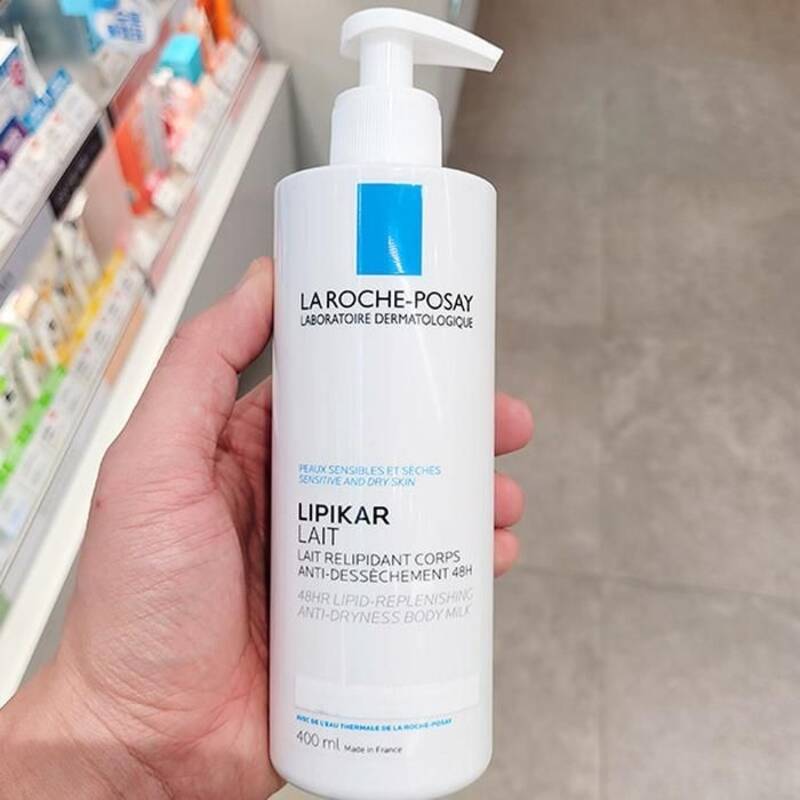 LA ROCHE-POSAY
LABORATOIRE DERMATOLOGIQUE
PEAUX SENSIBLES ET SÈCHES
SENSITIVE AND DRY SKIN
LIPIKAR
LAIT
LAIT RELIPIDANT CORPS
ANTI-DESSÈCHEMENT 48H
48HR LIPID-REPLENISHING
ANTI-DRYNESS BODY MILK
AVEC DE L'EAU THERMALE DE LA ROCHE-POSAY
400 ml Made in France